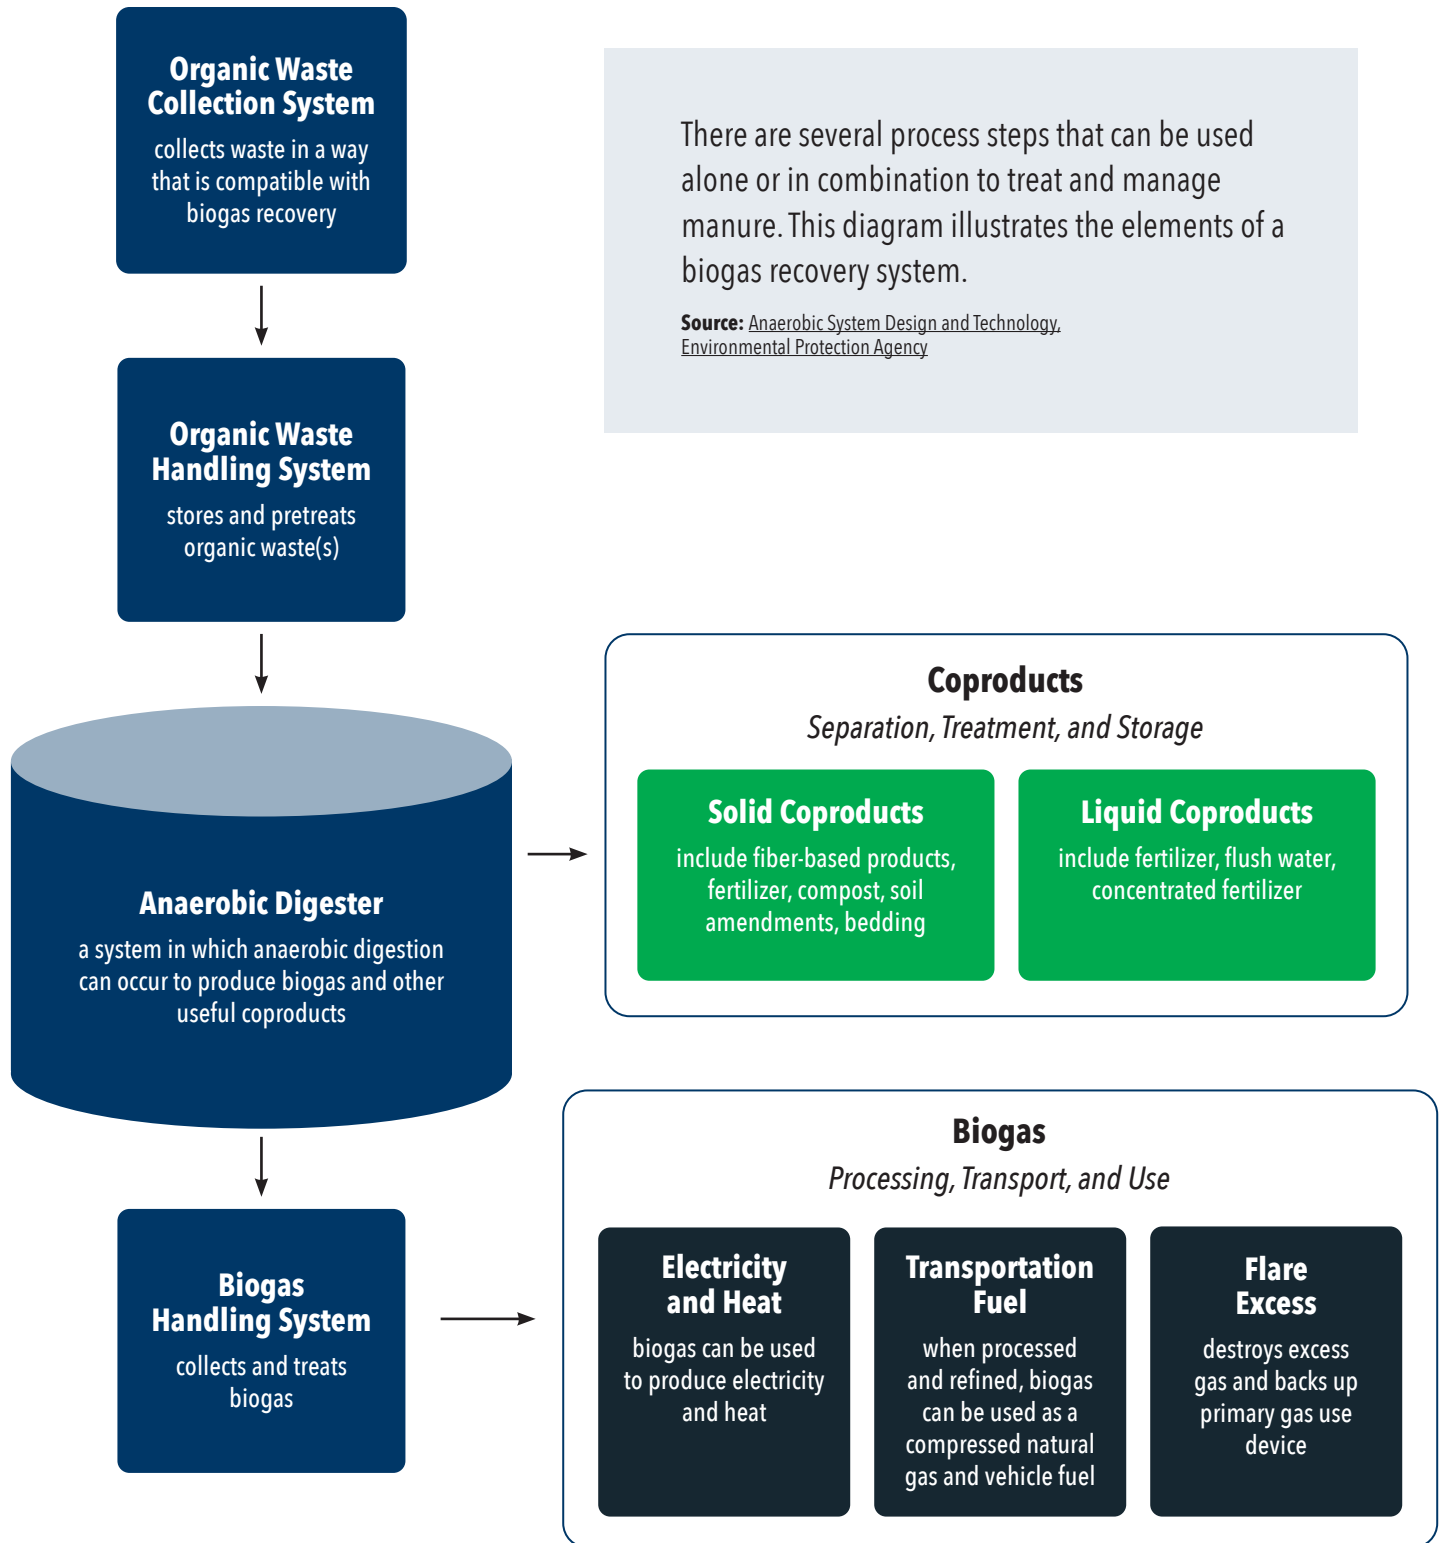 Organic Waste
Collection System
collects waste in a way
that is compatible with
biogas recovery
There are several process steps that can be used
alone or in combination to treat and manage
manure. This diagram illustrates the elements of a
biogas recovery system.
Source: Anaerobic System Design and Technology,
Environmental Protection Agency
Organic Waste
Handling System
stores and pretreats
organic waste(s)
Anaerobic Digester
a system in which anaerobic digestion
can occur to produce biogas and other
useful coproducts
Coproducts
Separation, Treatment, and Storage
Solid Coproducts
include fiber-based products,
fertilizer, compost, soil
amendments, bedding
Liquid Coproducts
include fertilizer, flush water,
concentrated fertilizer
Biogas
Handling System
collects and treats
biogas
Biogas
Processing, Transport, and Use
Electricity
and Heat
biogas can be used
to produce electricity
and heat
Transportation
Fuel
when processed
and refined, biogas
can be used as a
compressed natural
gas and vehicle fuel
Flare
Excess
destroys excess
gas and backs up
primary gas use
device